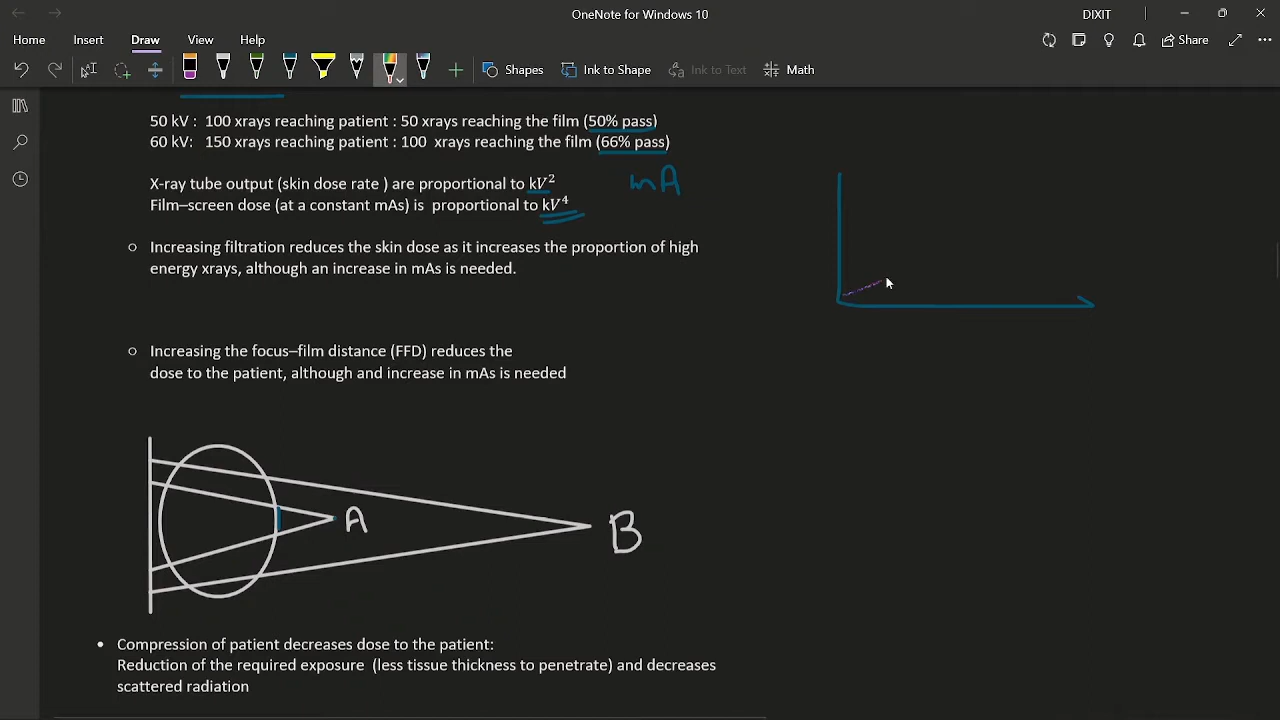 OneNote for Windows 10
DIXIT
Home Insert Draw View Help
Share
Shapes Ink to Shape Ink to Text Math
50 kV : 100 xrays reaching patient : 50 xrays reaching the film (50% pass)
60 kV: 150 xrays reaching patient : 100 xrays reaching the film (66% pass)
X-ray tube output (skin dose rate ) are proportional to kV²
mA
Film–screen dose (at a constant mAs) is proportional to kV⁴
Increasing filtration reduces the skin dose as it increases the proportion of high
energy xrays, although an increase in mAs is needed.
Increasing the focus–film distance (FFD) reduces the
dose to the patient, although and increase in mAs is needed
A
B
Compression of patient decreases dose to the patient:
Reduction of the required exposure (less tissue thickness to penetrate) and decreases
scattered radiation